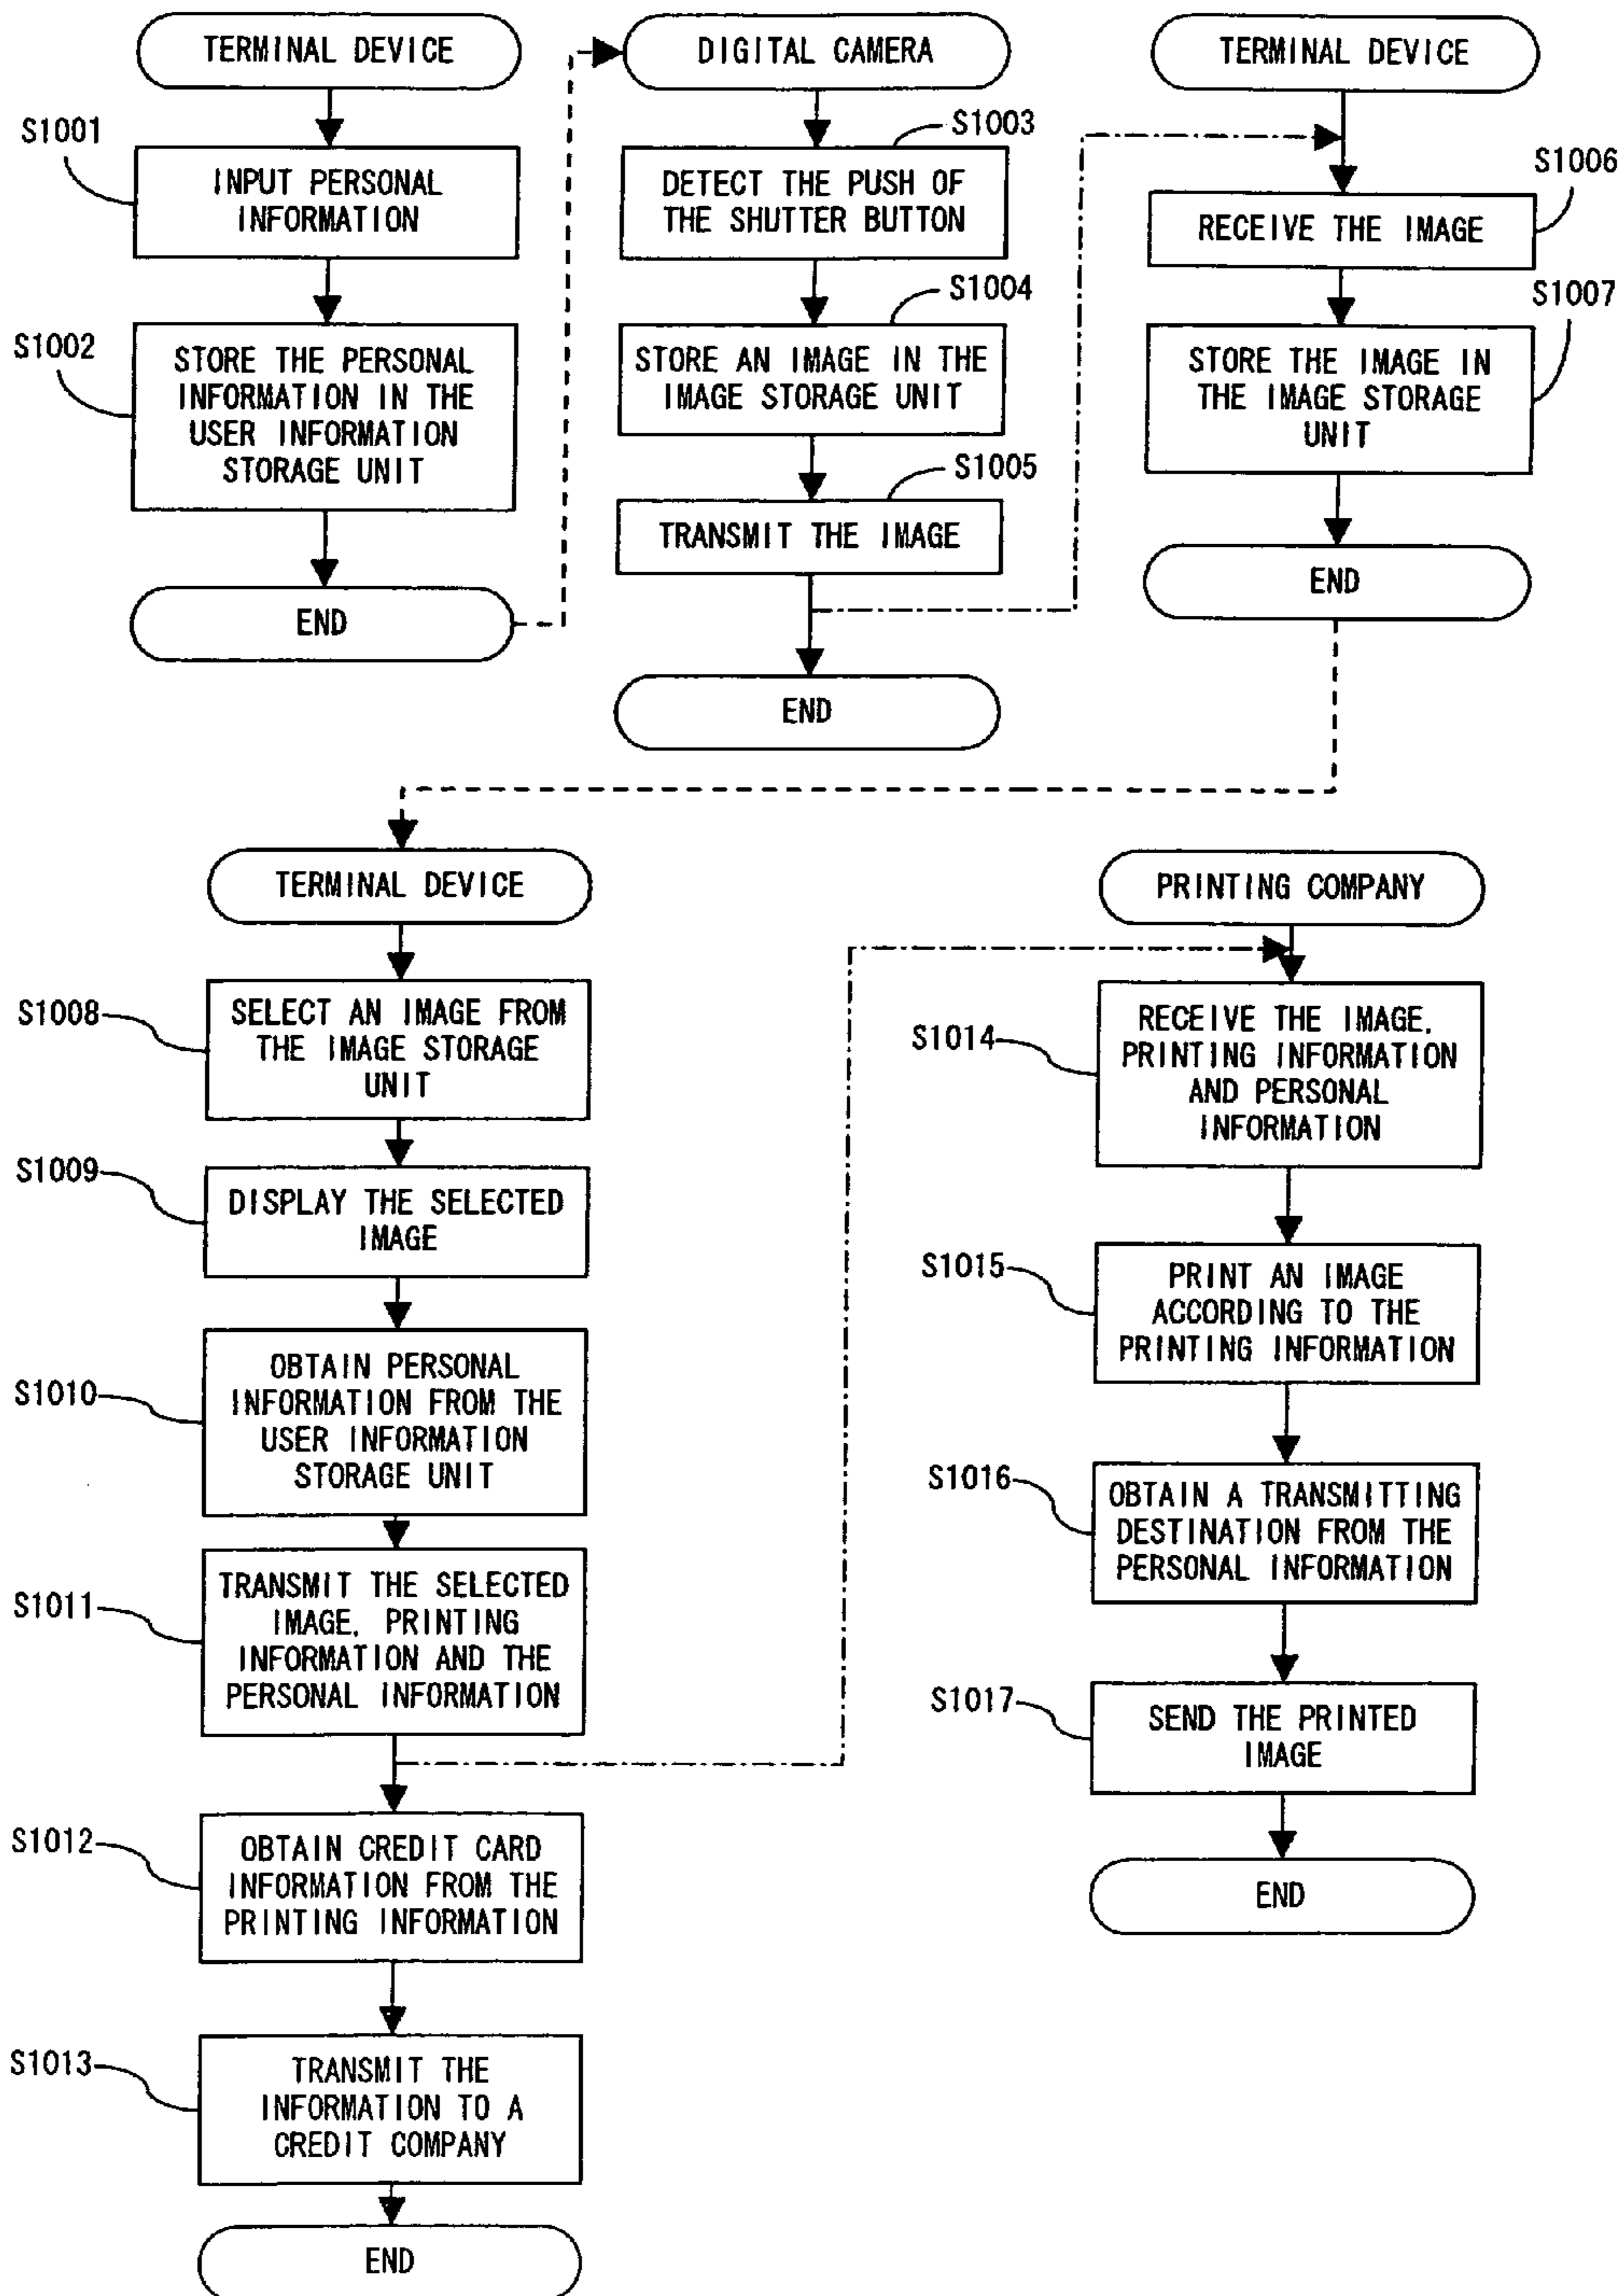 TERMINAL DEVICE
S1001
INPUT PERSONAL
INFORMATION
S1002
STORE THE PERSONAL
INFORMATION IN THE
USER INFORMATION
STORAGE UNIT
END
DIGITAL CAMERA
S1003
DETECT THE PUSH OF
THE SHUTTER BUTTON
S1004
STORE AN IMAGE IN THE
IMAGE STORAGE UNIT
S1005
TRANSMIT THE IMAGE
END
TERMINAL DEVICE
S1006
RECEIVE THE IMAGE
S1007
STORE THE IMAGE IN
THE IMAGE STORAGE
UNIT
END
TERMINAL DEVICE
S1008
SELECT AN IMAGE FROM
THE IMAGE STORAGE
UNIT
S1009
DISPLAY THE SELECTED
IMAGE
S1010
OBTAIN PERSONAL
INFORMATION FROM THE
USER INFORMATION
STORAGE UNIT
S1011
TRANSMIT THE SELECTED
IMAGE, PRINTING
INFORMATION AND THE
PERSONAL INFORMATION
S1012
OBTAIN CREDIT CARD
INFORMATION FROM THE
PRINTING INFORMATION
S1013
TRANSMIT THE
INFORMATION TO A
CREDIT COMPANY
END
PRINTING COMPANY
S1014
RECEIVE THE IMAGE,
PRINTING INFORMATION
AND PERSONAL
INFORMATION
S1015
PRINT AN IMAGE
ACCORDING TO THE
PRINTING INFORMATION
S1016
OBTAIN A TRANSMITTING
DESTINATION FROM THE
PERSONAL INFORMATION
S1017
SEND THE PRINTED
IMAGE
END